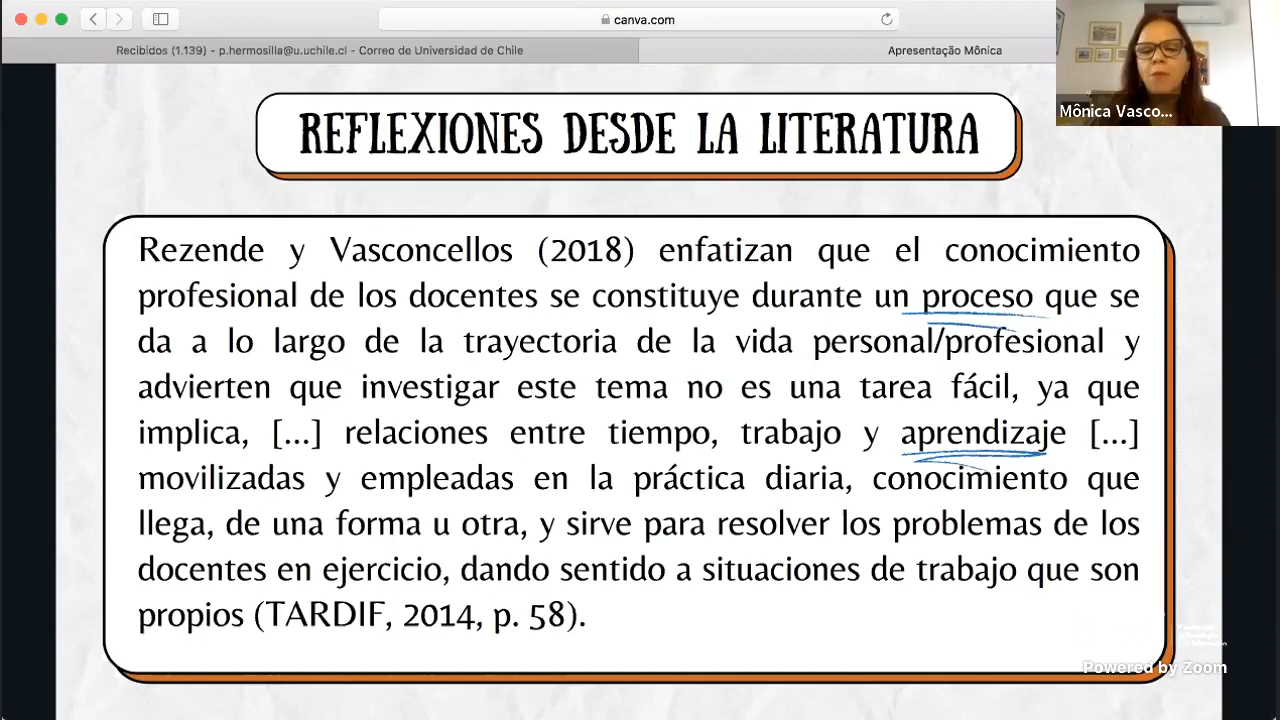 canva.com
Recibidos (1.139) - p.hermosilla@u.uchile.cl - Correo de Universidad de Chile
Apresentação Mônica
Mônica Vasco...
REFLEXIONES DESDE LA LITERATURA
Rezende y Vasconcellos (2018) enfatizan que el conocimiento
profesional de los docentes se constituye durante un proceso que se
da a lo largo de la trayectoria de la vida personal/profesional y
advierten que investigar este tema no es una tarea fácil, ya que
implica, [...] relaciones entre tiempo, trabajo y aprendizaje [...]
movilizadas y empleadas en la práctica diaria, conocimiento que
llega, de una forma u otra, y sirve para resolver los problemas de los
docentes en ejercicio, dando sentido a situaciones de trabajo que son
propios (TARDIF, 2014, p. 58).
Powered by Zoom